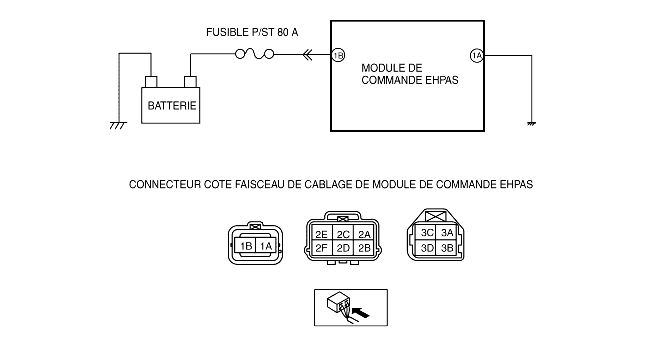 FUSIBLE P/ST 80 A
1B
1A
MODULE DE
COMMANDE EHPAS
BATTERIE
CONNECTEUR COTE FAISCEAU DE CABLAGE DE MODULE DE COMMANDE EHPAS
1B 1A
2E 2C 2A
2F 2D 2B
3C 3A
3D 3B